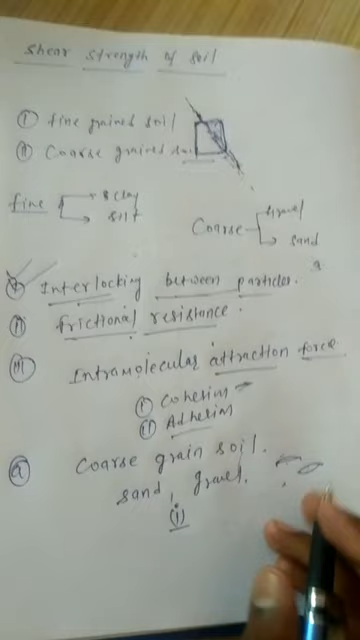 Shear strength of soil
(I) fine grained soil
(II) Coarse grained soil
fine clay
silt
Coarse gravel
sand
(I) Interlocking between particles.
(II) frictional resistance.
(III) Intramolecular attraction force
(I) Cohesion
(II) Adhesion
(a) Coarse grain soil.
sand, gravel.
(i)